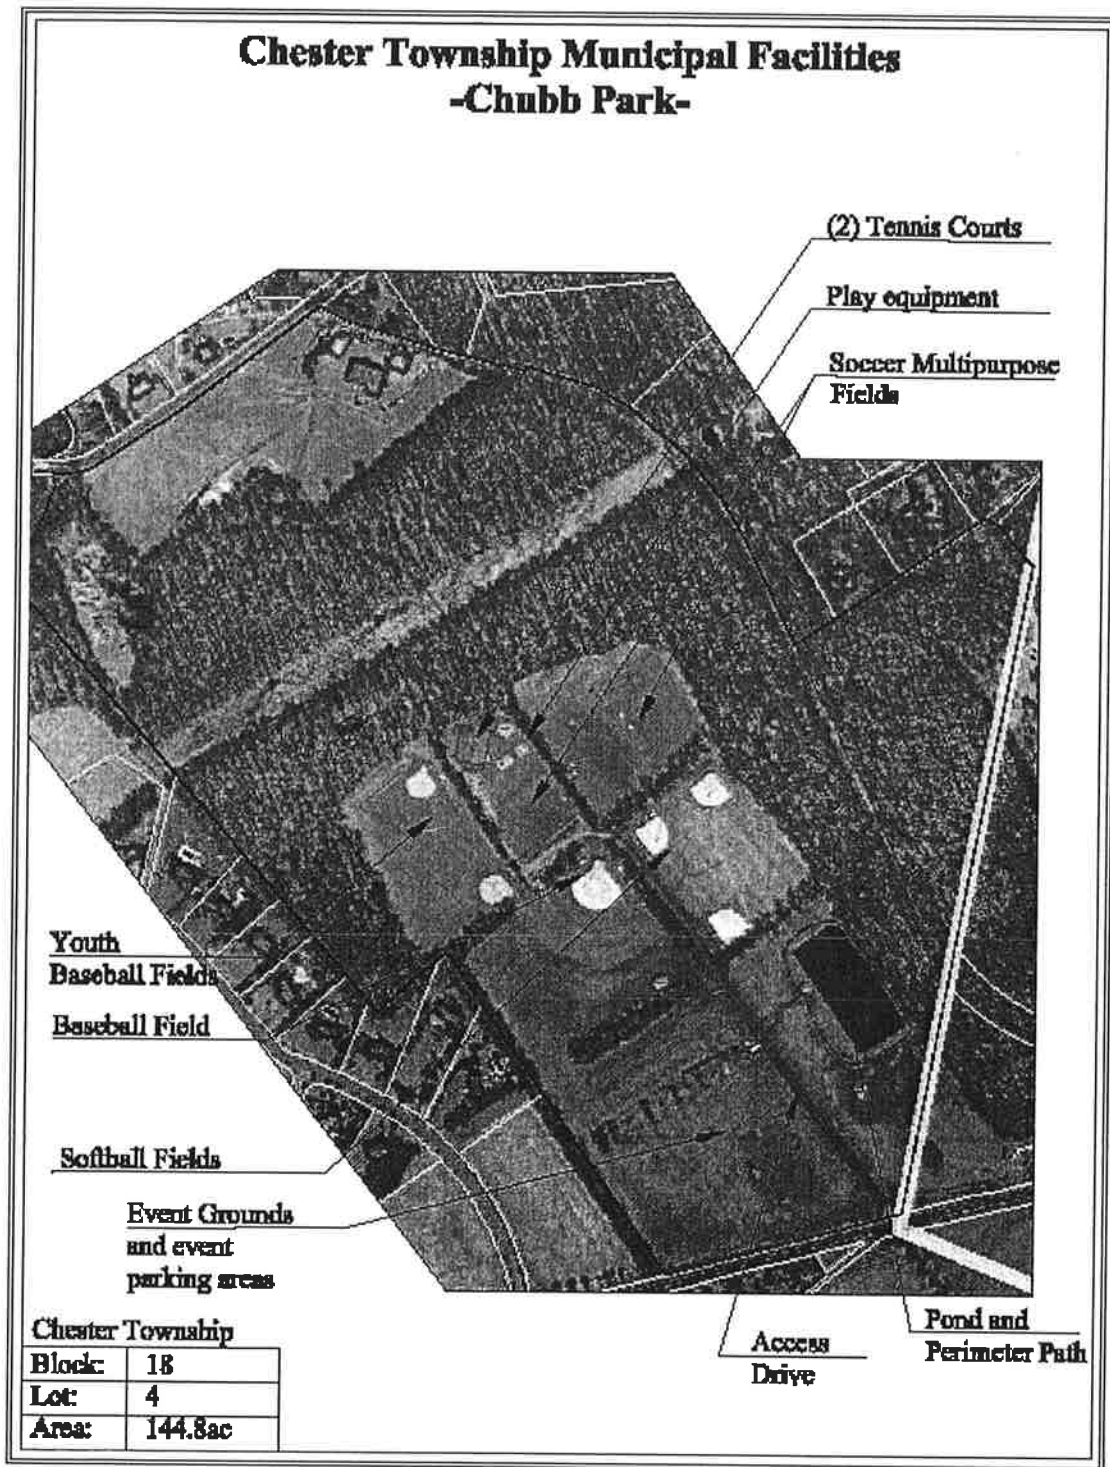 Chester Township Municipal Facilities
-Chubb Park-
(2) Tennis Courts
Play equipment
Soccer Multipurpose
Fields
Youth
Baseball Fields
Baseball Field
Softball Fields
Event Grounds
and event
parking areas
Access
Drive
Pond and
Perimeter Path
Chester Township
Block: 18
Lot: 4
Area: 144.8ac